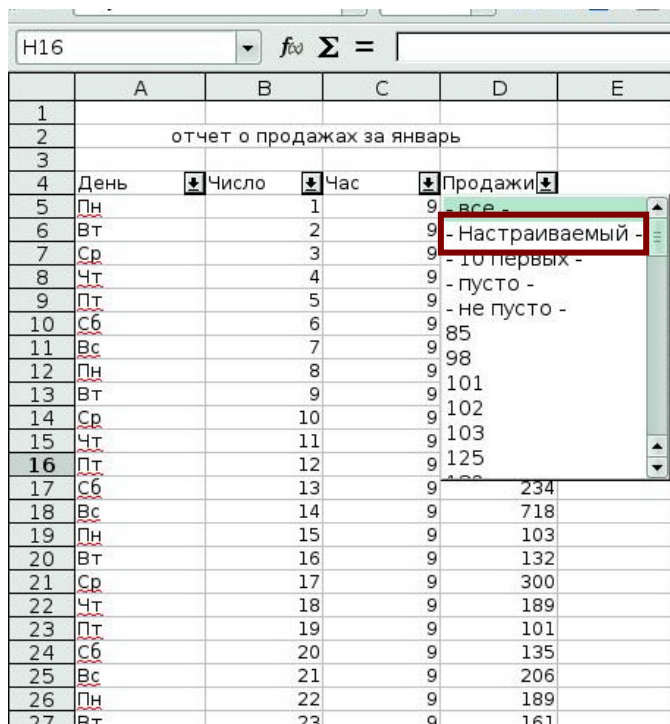 H16 f(x) Σ =
A B C D E
1
2 отчет о продажах за январь
3
4 День Число Час Продажи
5 Пн 1 9 - все -
6 Вт 2 9 - Настраиваемый -
7 Ср 3 9 - 10 первых -
8 Чт 4 9 - пусто -
9 Пт 5 9 - не пусто -
10 Сб 6 9 85
11 Вс 7 9 98
12 Пн 8 9 101
13 Вт 9 9 102
14 Ср 10 9 103
15 Чт 11 9 125
16 Пт 12 9
17 Сб 13 9 234
18 Вс 14 9 718
19 Пн 15 9 103
20 Вт 16 9 132
21 Ср 17 9 300
22 Чт 18 9 189
23 Пт 19 9 101
24 Сб 20 9 135
25 Вс 21 9 206
26 Пн 22 9 189
27 Вт 23 9 161